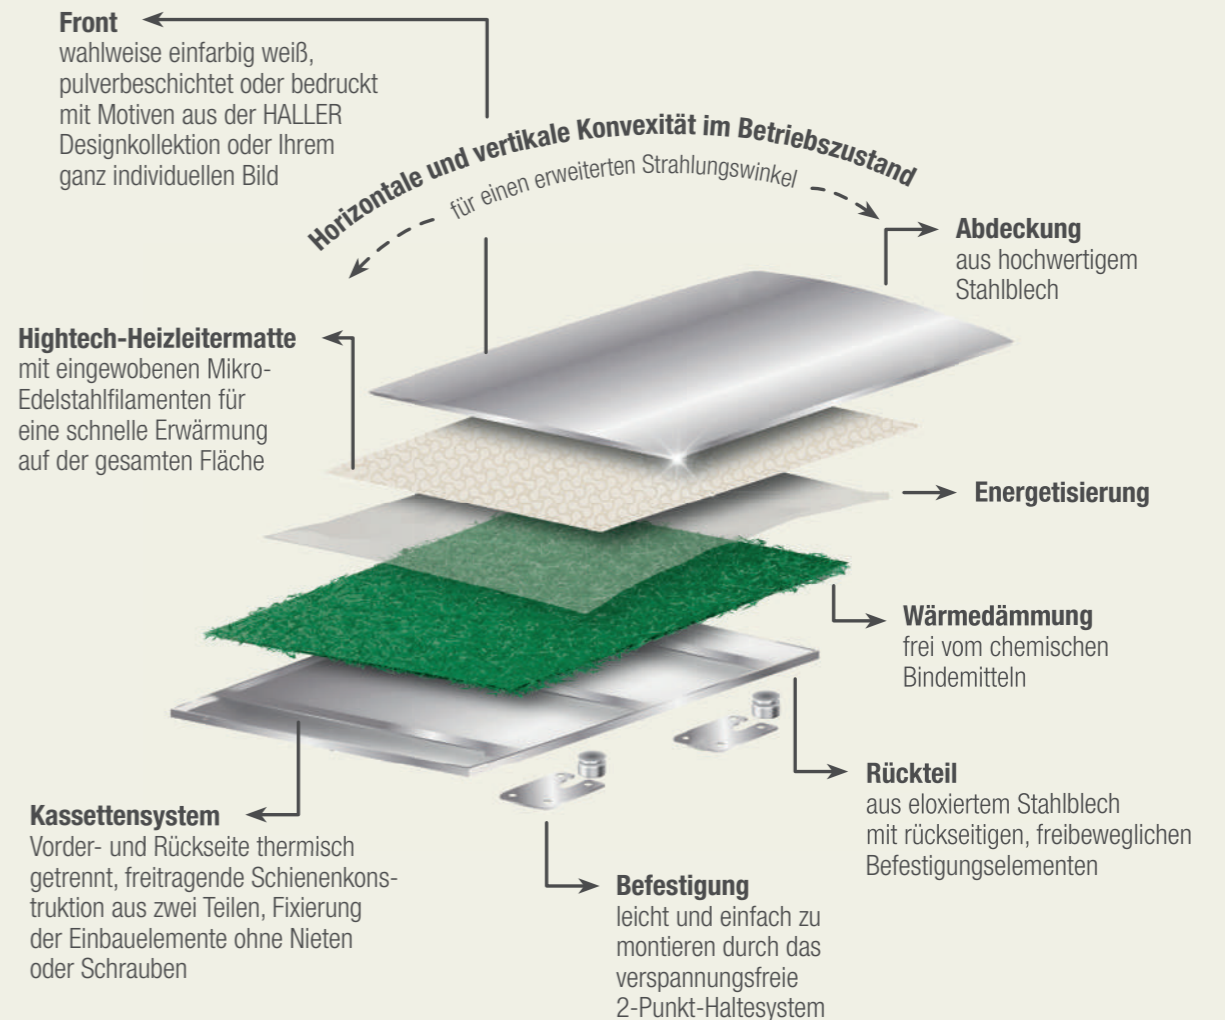 Front
wahlweise einfarbig weiß,
pulverbeschichtet oder bedruckt
mit Motiven aus der HALLER
Designkollektion oder Ihrem
ganz individuellen Bild
Horizontale und vertikale Konvexität im Betriebszustand
für einen erweiterten Strahlungswinkel
Abdeckung
aus hochwertigem
Stahlblech
Hightech-Heizleitermatte
mit eingewobenen Mikro-
Edelstahlfilamenten für
eine schnelle Erwärmung
auf der gesamten Fläche
Energetisierung
Wärmedämmung
frei vom chemischen
Bindemitteln
Rückteil
aus eloxiertem Stahlblech
mit rückseitigen, freibeweglichen
Befestigungselementen
Kassettensystem
Vorder- und Rückseite thermisch
getrennt, freitragende Schienenkons-
truktion aus zwei Teilen, Fixierung
der Einbauelemente ohne Nieten
oder Schrauben
Befestigung
leicht und einfach zu
montieren durch das
verspannungsfreie
2-Punkt-Haltesystem